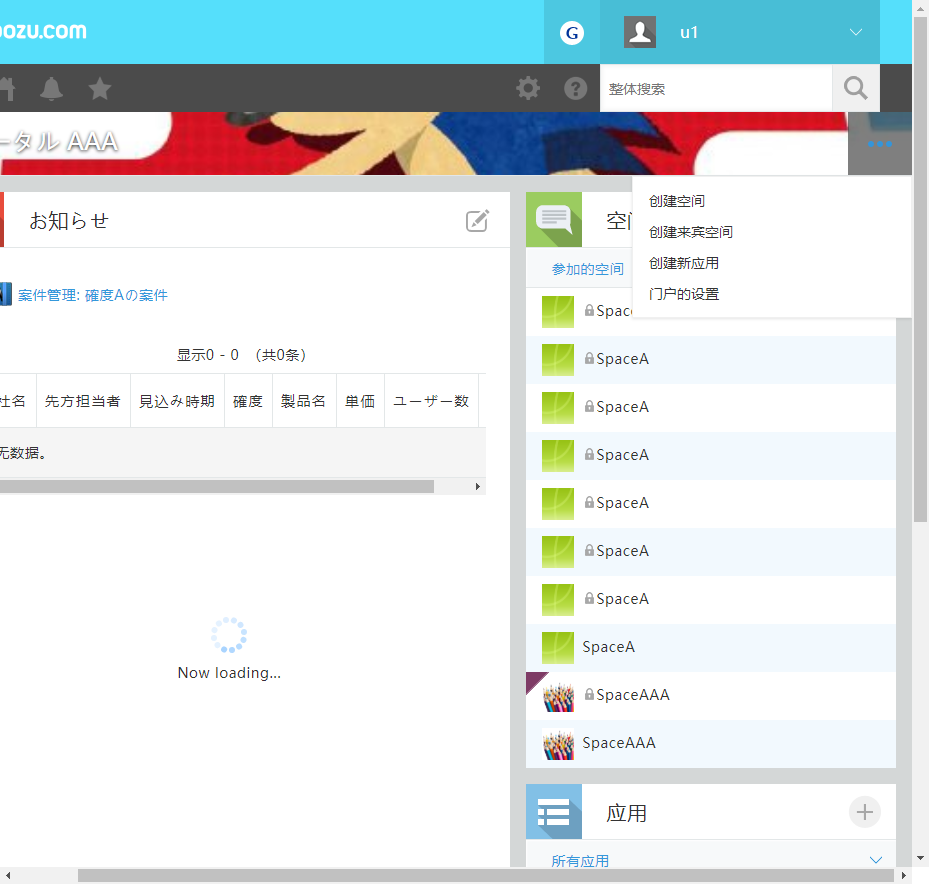 ozu.com
G
u1
整体搜索
ータル AAA
创建空间
创建来宾空间
创建新应用
门户的设置
お知らせ
案件管理: 確度Aの案件
显示0 - 0 (共0条)
社名 先方担当者 見込み時期 確度 製品名 単価 ユーザー数
无数据。
Now loading...
空
参加的空间
Spac
SpaceA
SpaceA
SpaceA
SpaceA
SpaceA
SpaceA
SpaceA
SpaceAAA
SpaceAAA
应用
所有应用